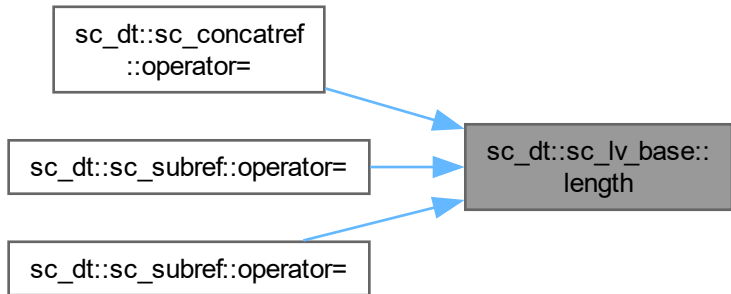 sc_dt::sc_concatref
::operator=
sc_dt::sc_subref::operator=
sc_dt::sc_subref::operator=
sc_dt::sc_lv_base::
length